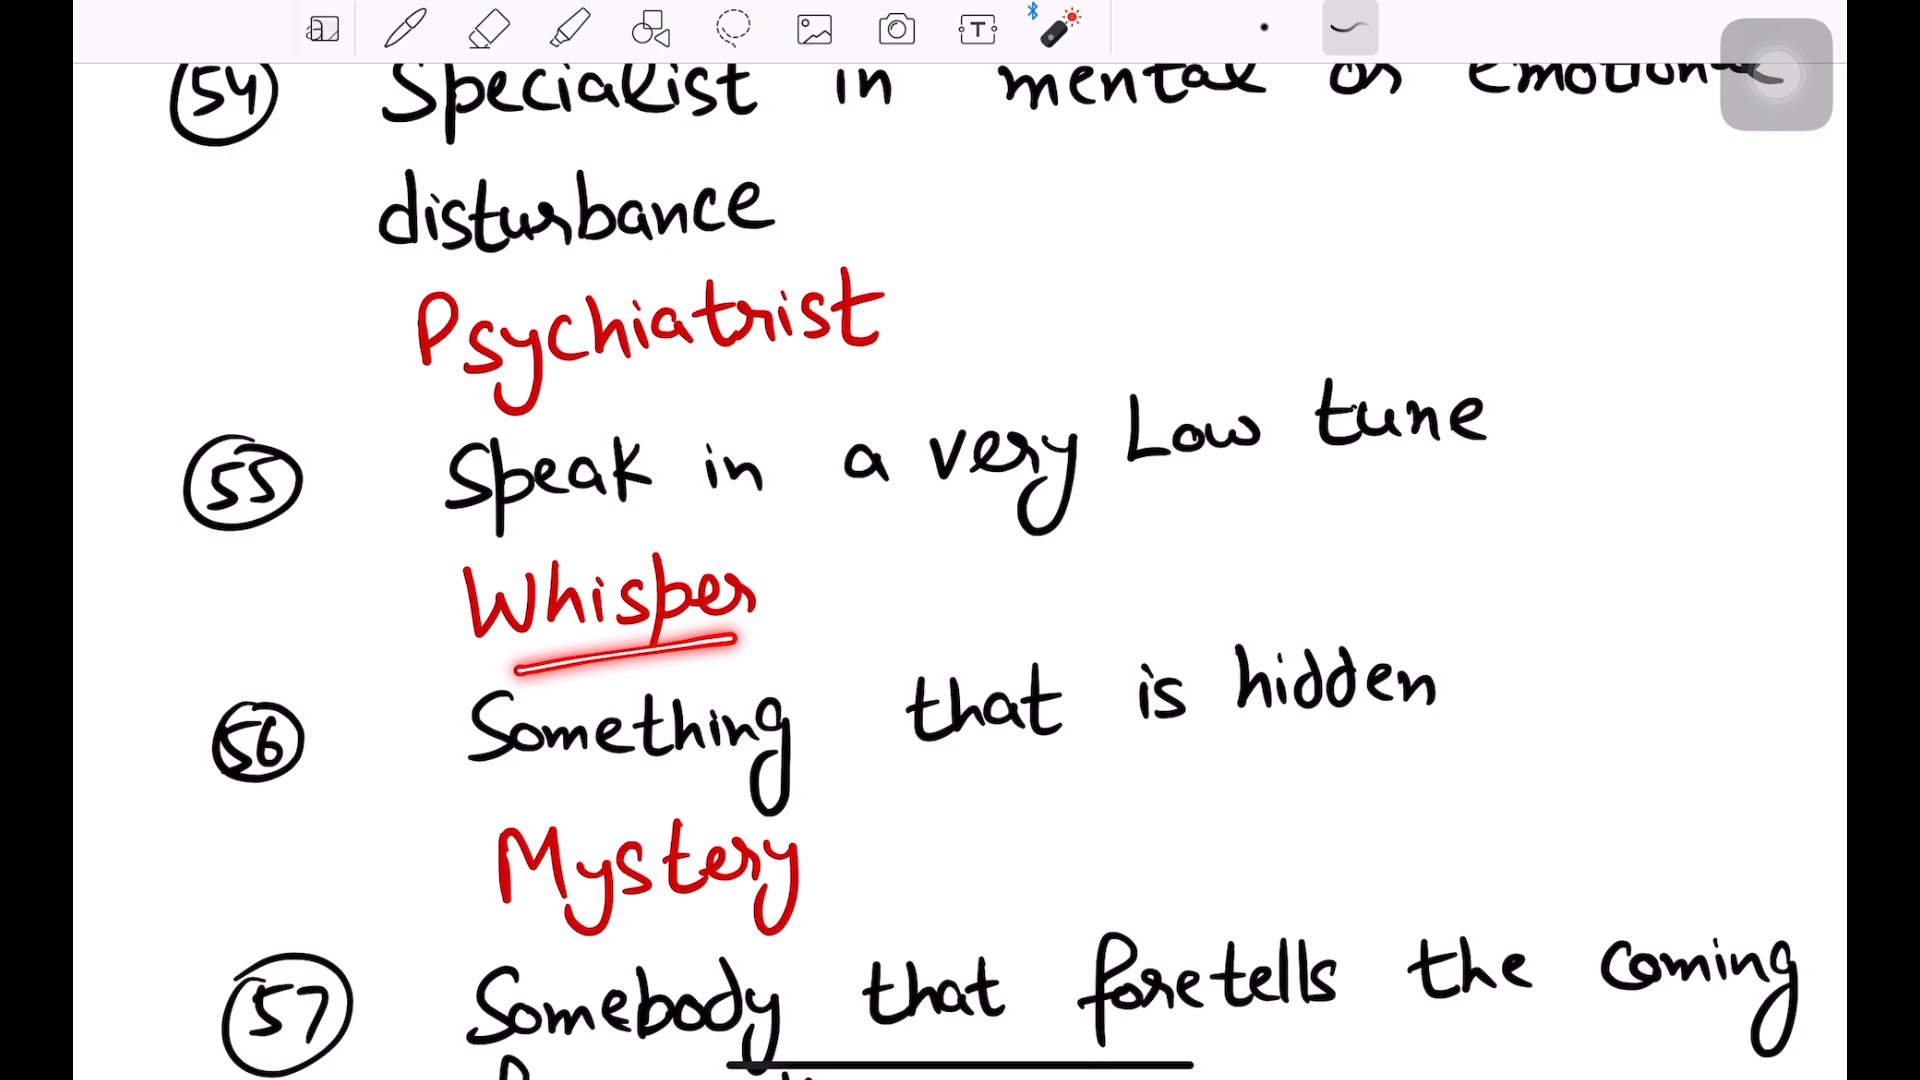 54 Specialist in mental or emotional
disturbance
Psychiatrist
55 Speak in a very Low tune
Whisper
56 Something that is hidden
Mystery
57 Somebody that foretells the coming